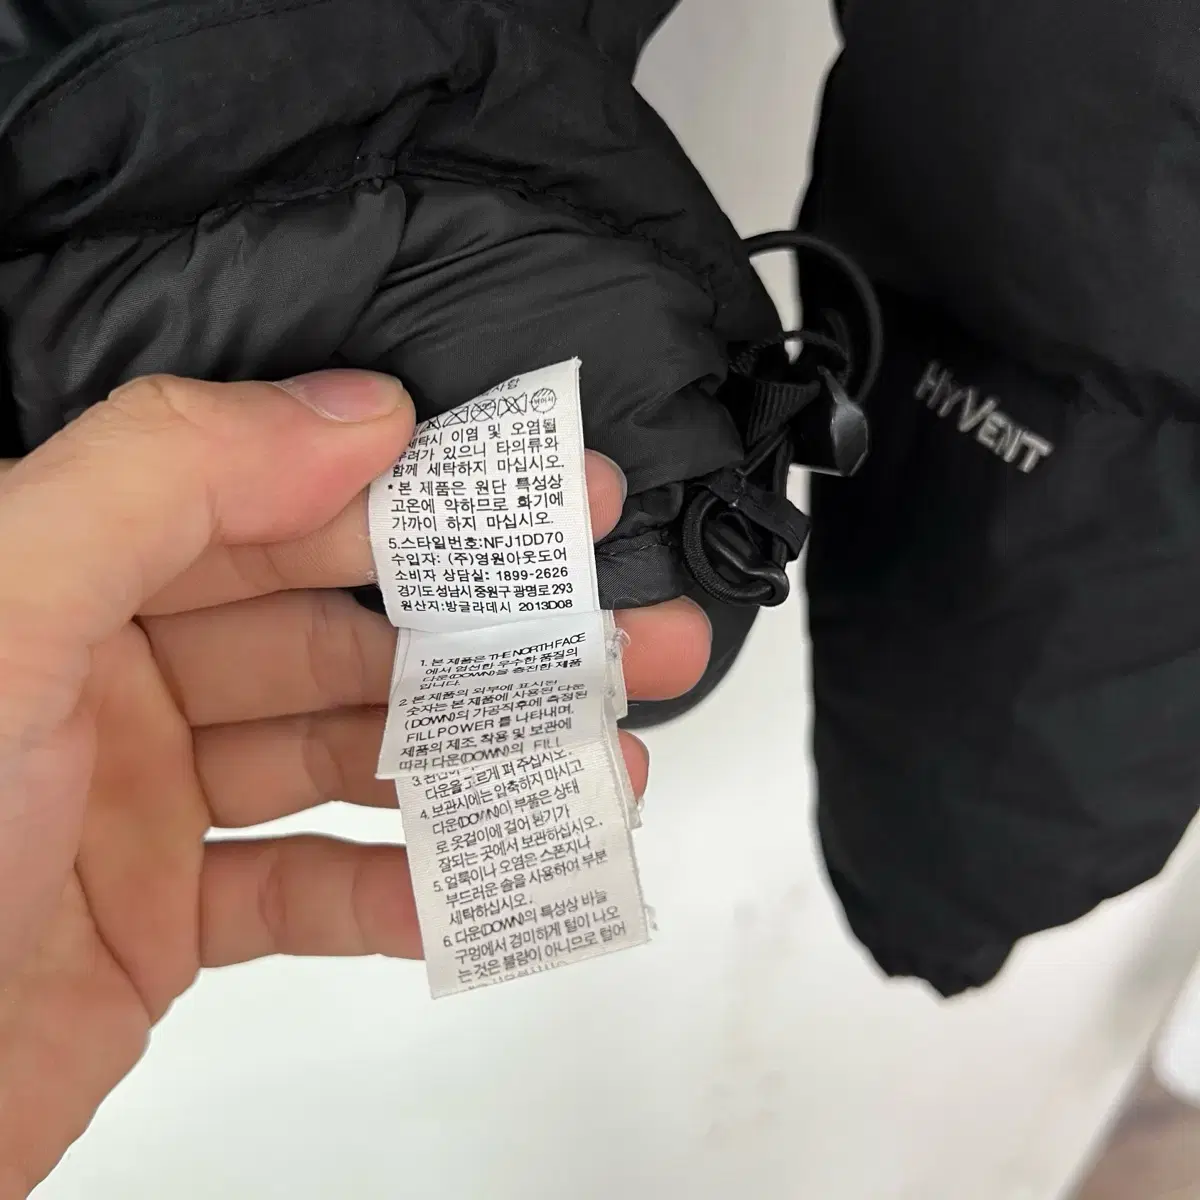 세탁시 이염 및 오염될
우려가 있으니 타의류와
함께 세탁하지 마십시오.
*본 제품은 원단 특성상
고온에 약하므로 화기에
가까이 하지 마십시오.
5.스타일번호:NFJ1DD70
수입자: (주)영원아웃도어
소비자 상담실: 1899-2626
경기도 성남시 중원구 광명로 293
원산지:방글라데시 2013D08
1. 본 제품은 THE NORTH FACE
에서 엄선한 우수한 품질의
다운(DOWN)을 충전한 제품
입니다.
2 본 제품의 외부에 표시된
숫자는 본 제품에 사용된 다운
(DOWN)의 가공직후에 측정된
FILL POWER 를 나타내며,
제품의 제조, 착용 및 보관에
따라 다운(DOWN)의 FILL
다운을 고르게 펴 주십시오.
4. 보관시에는 압축하지 마시고
다운(DOWN)이 부풀은 상태
로 옷걸이에 걸어 환기가
잘되는 곳에서 보관하십시오.
5. 얼룩이나 오염은 스폰지나
부드러운 솔을 사용하여 부분
세탁하십시오.
6. 다운(DOWN)의 특성상 바늘
구멍에서 경미하게 털이 나오
는 것은 불량이 아니므로 털어
HYVENT